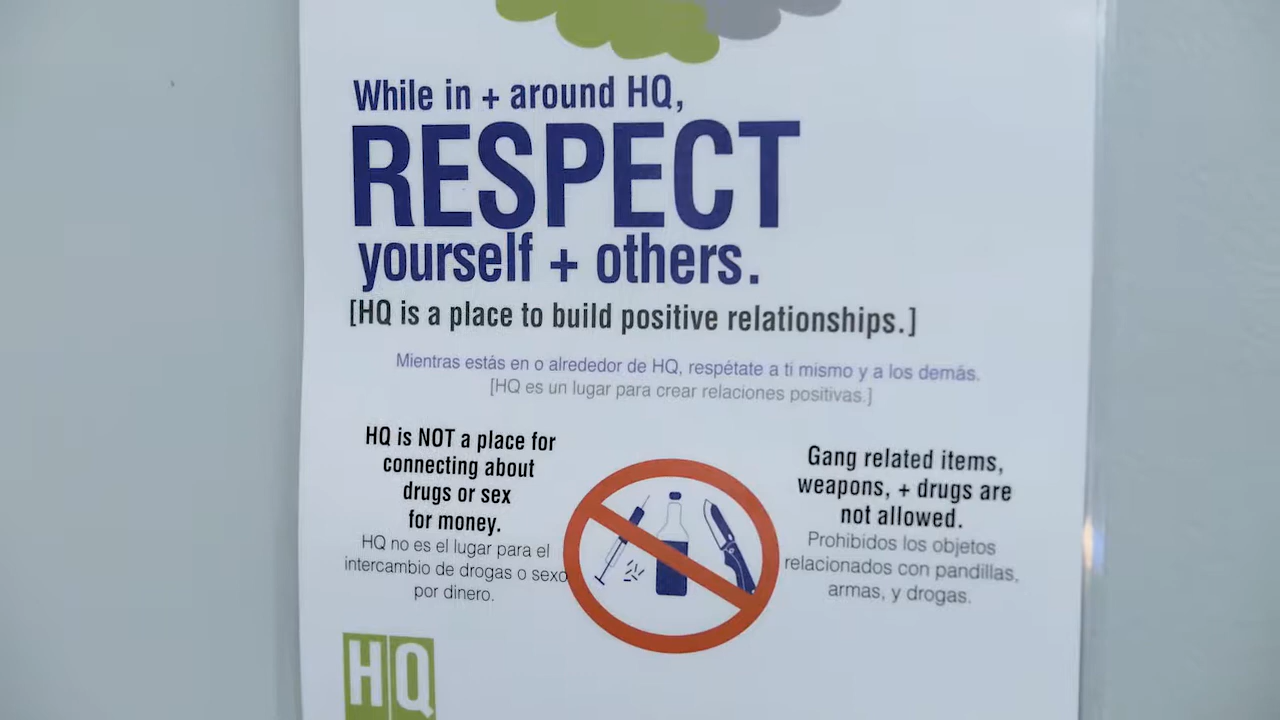 While in + around HQ,
RESPECT
yourself + others.
[HQ is a place to build positive relationships.]
Mientras estás en o alrededor de HQ, respétate a ti mismo y a los demás.
[HQ es un lugar para crear relaciones positivas.]
HQ is NOT a place for
connecting about
drugs or sex
for money.
HQ no es el lugar para el
intercambio de drogas o sexo
por dinero.
Gang related items,
weapons, + drugs are
not allowed.
Prohibidos los objetos
relacionados con pandillas,
armas, y drogas.
HQ